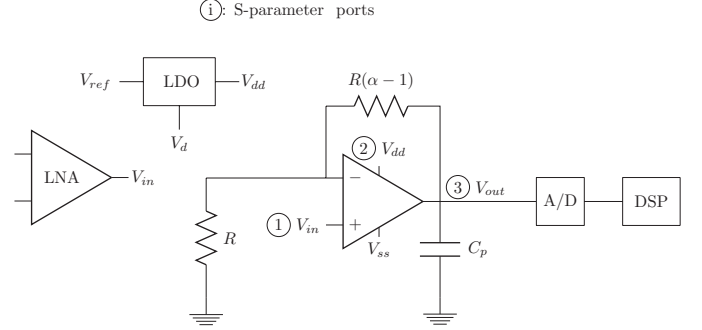 i: S-parameter ports
V_ref LDO V_dd
V_d
LNA V_in
R(α − 1)
2 V_dd
−
3 V_out
A/D
DSP
1 V_in +
R
V_ss
C_p